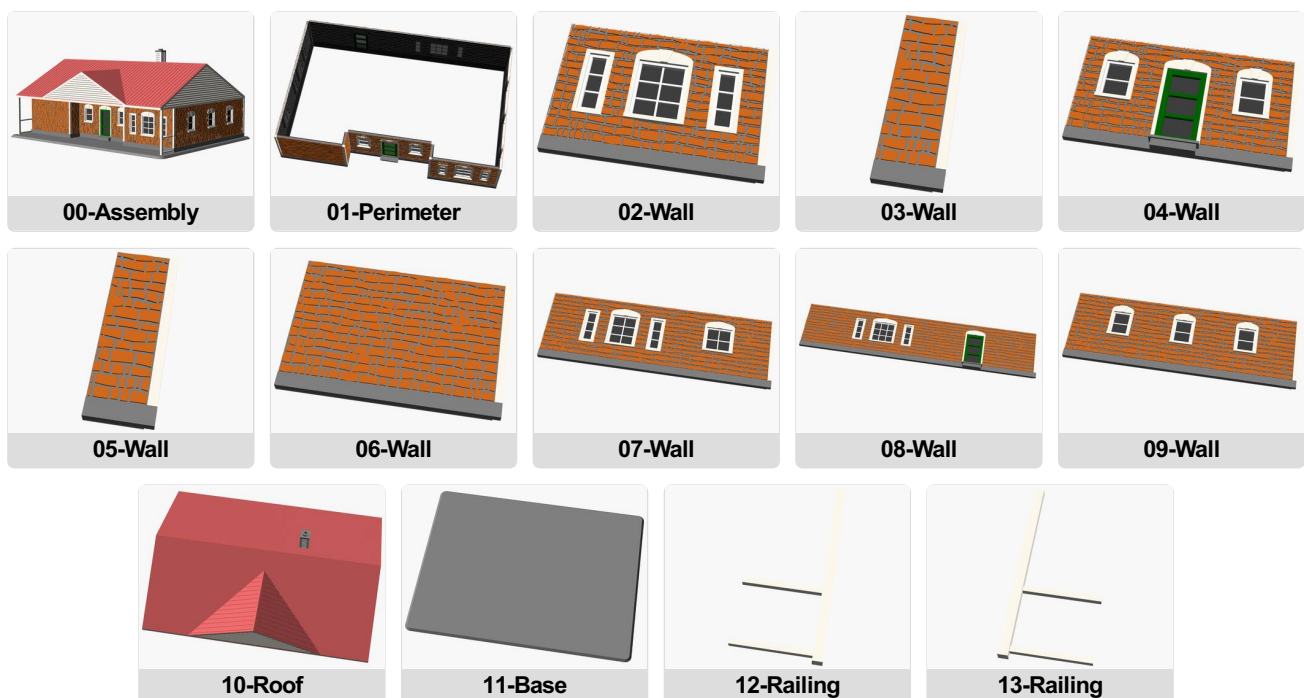 00-Assembly
01-Perimeter
02-Wall
03-Wall
04-Wall
05-Wall
06-Wall
07-Wall
08-Wall
09-Wall
10-Roof
11-Base
12-Railing
13-Railing